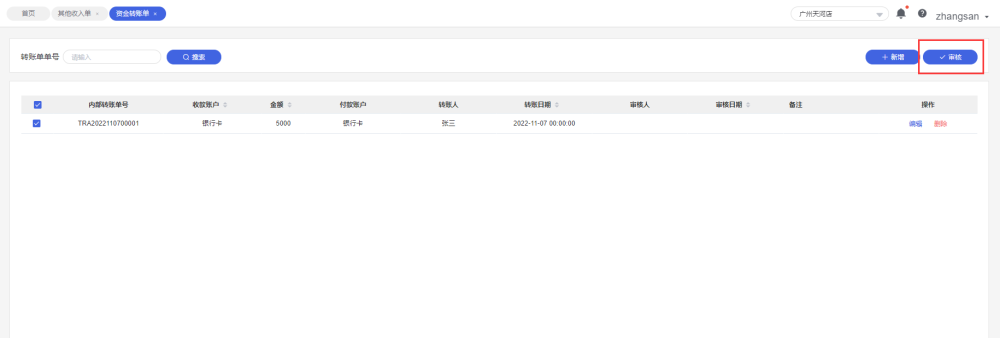 首页 其他收入单 × 资金转账单 × 广州天河店 zhangsan
转账单单号 请输入 搜索 + 新增 ✓ 审核
内部转账单号 收款账户 金额 付款账户 转账人 转账日期 审核人 审核日期 备注 操作
TRA2022110700001 银行卡 5000 银行卡 张三 2022-11-07 00:00:00 编辑 删除